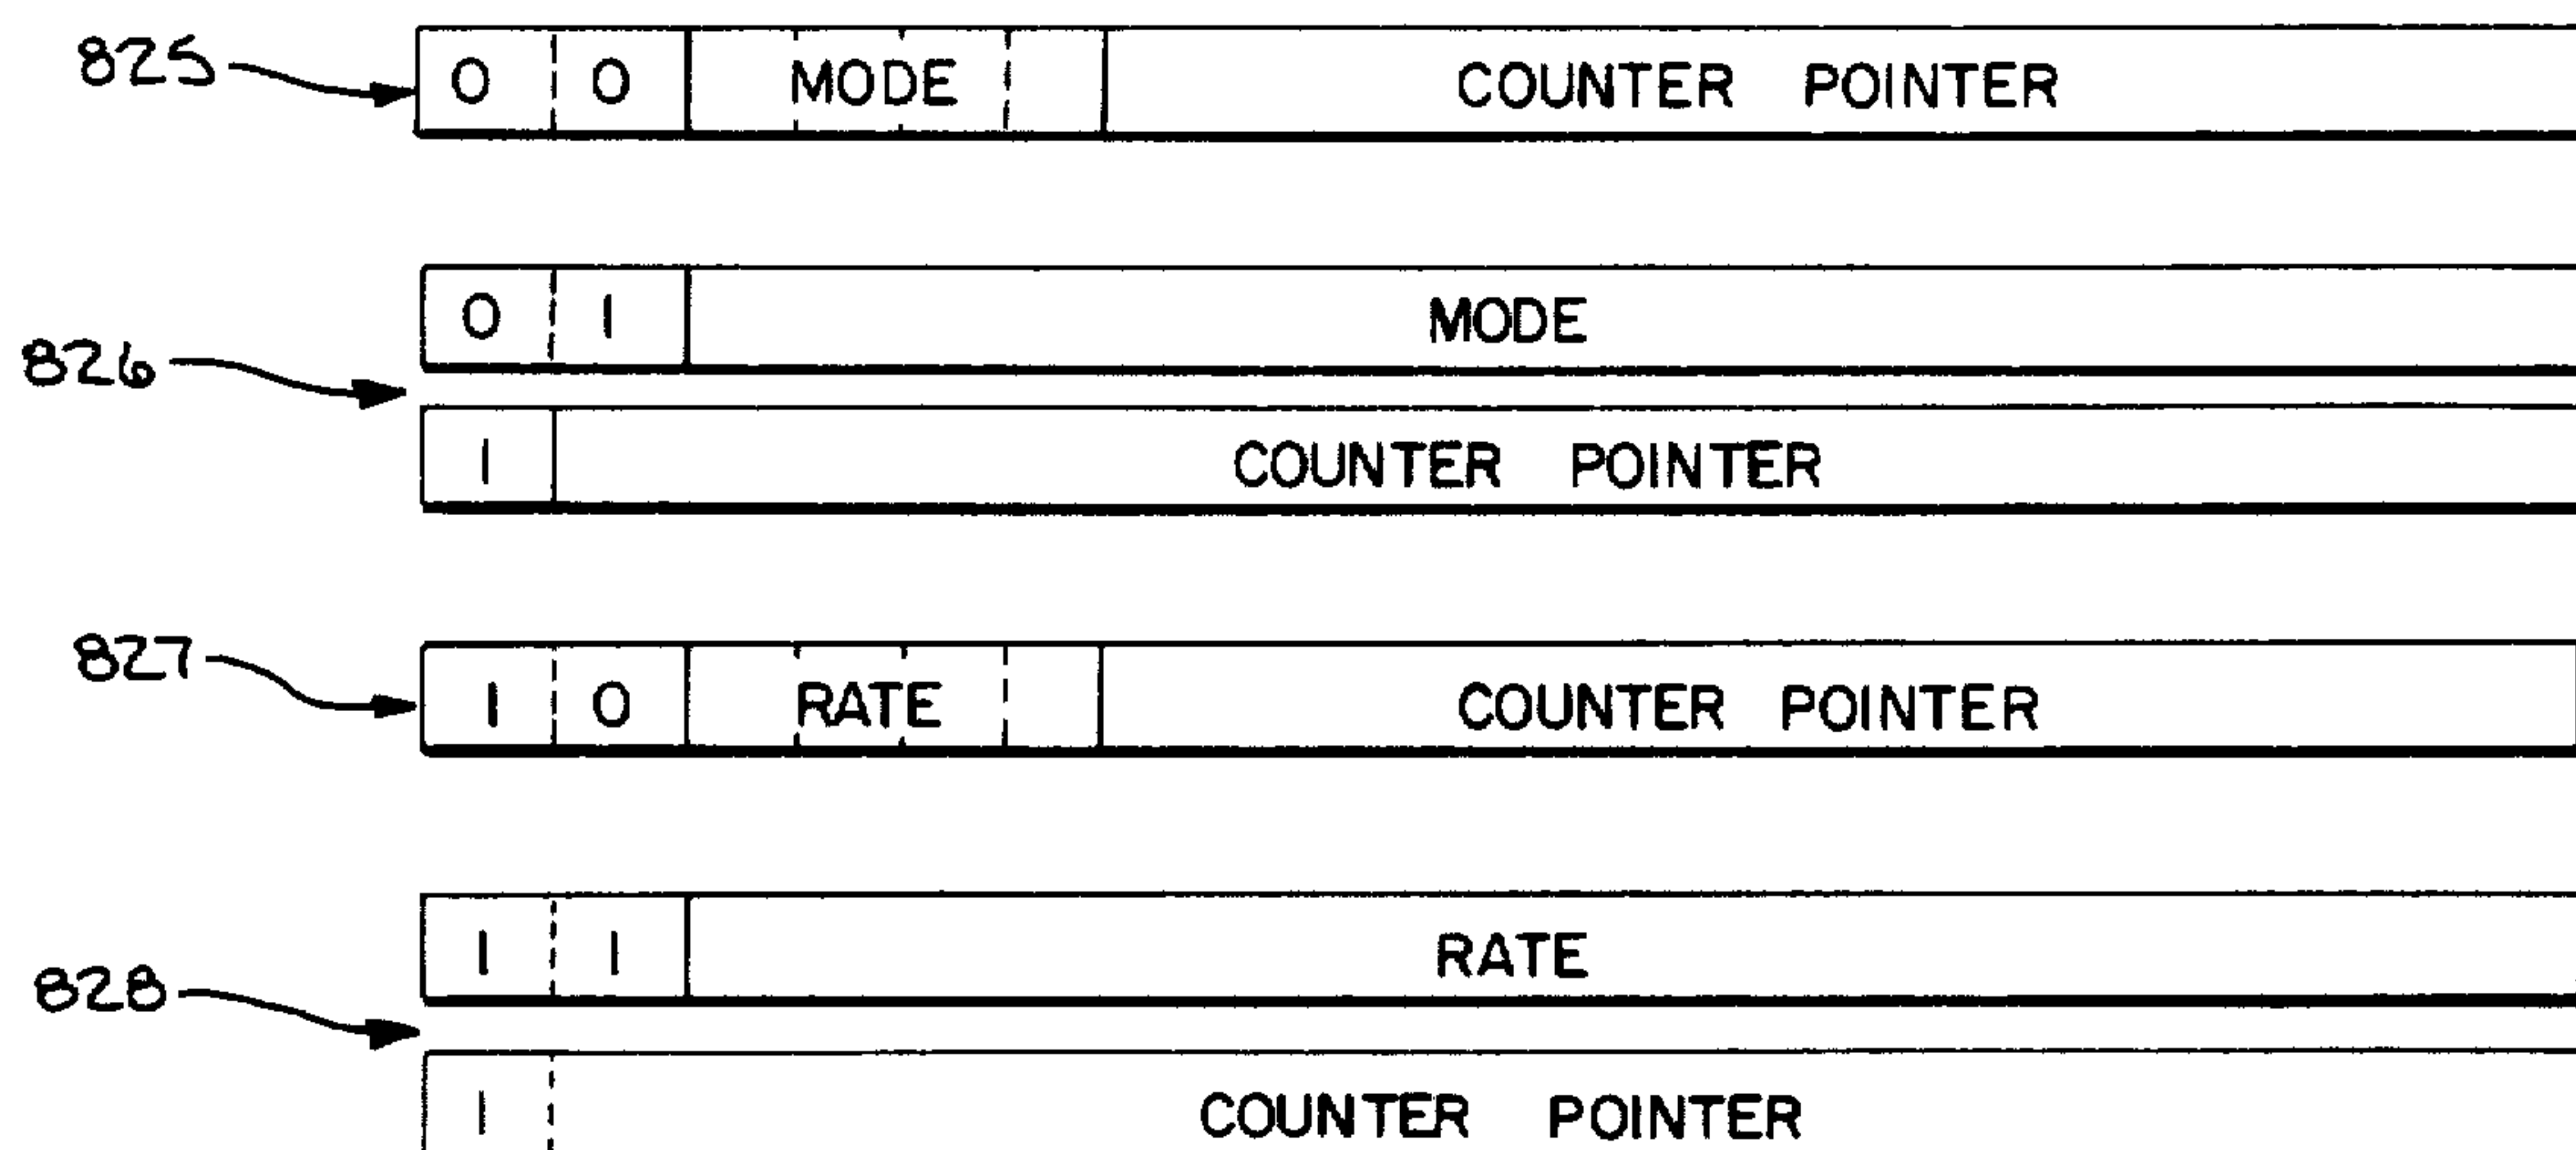 825 0 0 MODE COUNTER POINTER
0 1 MODE
826
1 COUNTER POINTER
827 1 0 RATE COUNTER POINTER
1 1 RATE
828
1 COUNTER POINTER